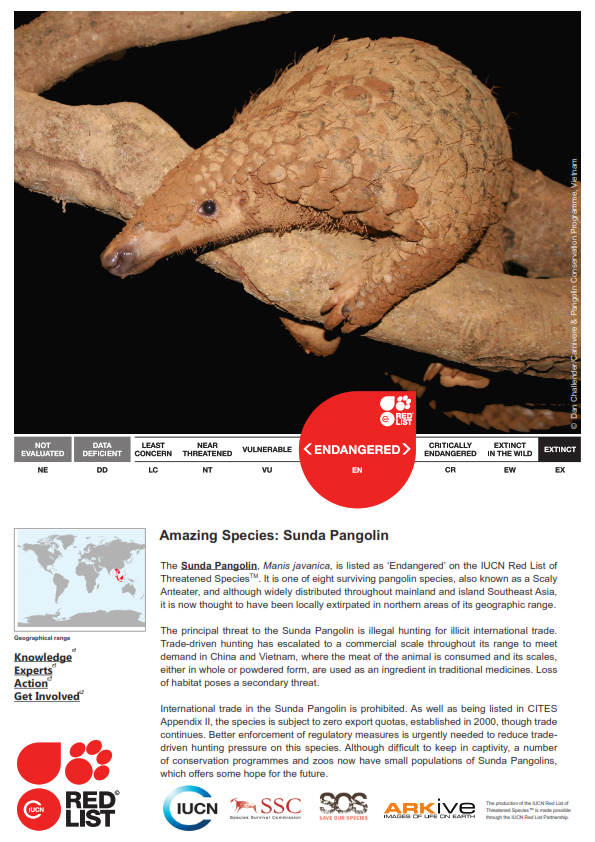 © Dan Challender/Carnivore & Pangolin Conservation Programme, Vietnam
RED
LIST
NOT
EVALUATED
DATA
DEFICIENT
LEAST
CONCERN
NEAR
THREATENED
VULNERABLE
< ENDANGERED >
CRITICALLY
ENDANGERED
EXTINCT
IN THE WILD
EXTINCT
NE
DD
LC
NT
VU
EN
CR
EW
EX
Geographical range
Knowledge
Experts
Action
Get Involved
Amazing Species: Sunda Pangolin
The Sunda Pangolin, Manis javanica, is listed as ‘Endangered’ on the IUCN Red List of
Threatened Species™. It is one of eight surviving pangolin species, also known as a Scaly
Anteater, and although widely distributed throughout mainland and island Southeast Asia,
it is now thought to have been locally extirpated in northern areas of its geographic range.
The principal threat to the Sunda Pangolin is illegal hunting for illicit international trade.
Trade-driven hunting has escalated to a commercial scale throughout its range to meet
demand in China and Vietnam, where the meat of the animal is consumed and its scales,
either in whole or powdered form, are used as an ingredient in traditional medicines. Loss
of habitat poses a secondary threat.
International trade in the Sunda Pangolin is prohibited. As well as being listed in CITES
Appendix II, the species is subject to zero export quotas, established in 2000, though trade
continues. Better enforcement of regulatory measures is urgently needed to reduce trade-
driven hunting pressure on this species. Although difficult to keep in captivity, a number
of conservation programmes and zoos now have small populations of Sunda Pangolins,
which offers some hope for the future.
IUCN
RED
LIST
©
IUCN
SSC
Species Survival Commission
SOS
SAVE OUR SPECIES
ARKive
IMAGES OF LIFE ON EARTH
The production of the IUCN Red List of
Threatened Species™ is made possible
through the IUCN Red List Partnership.